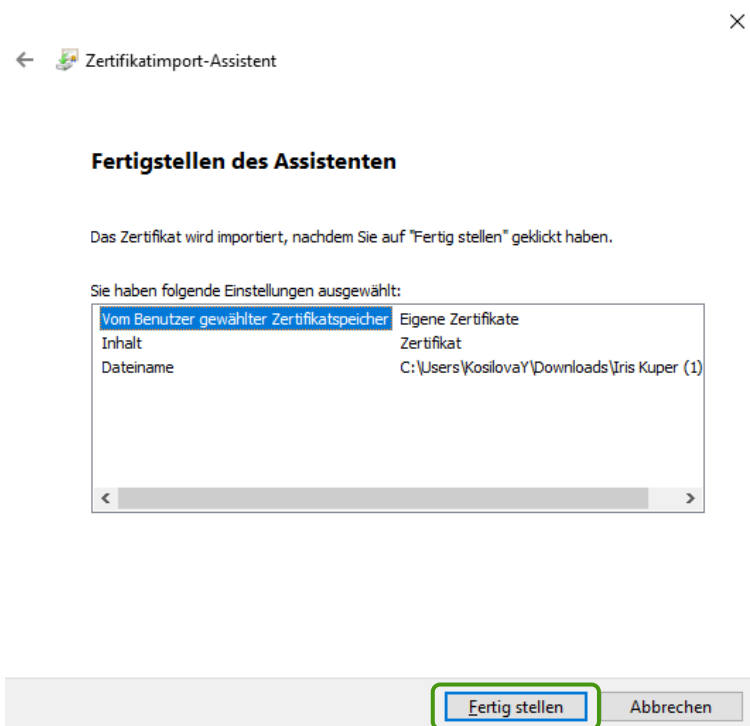 Zertifikatimport-Assistent
Fertigstellen des Assistenten
Das Zertifikat wird importiert, nachdem Sie auf "Fertig stellen" geklickt haben.
Sie haben folgende Einstellungen ausgewählt:
Vom Benutzer gewählter Zertifikatspeicher Eigene Zertifikate
Inhalt Zertifikat
Dateiname C:\Users\KosilovaY\Downloads\Iris Kuper (1)
Fertig stellen Abbrechen